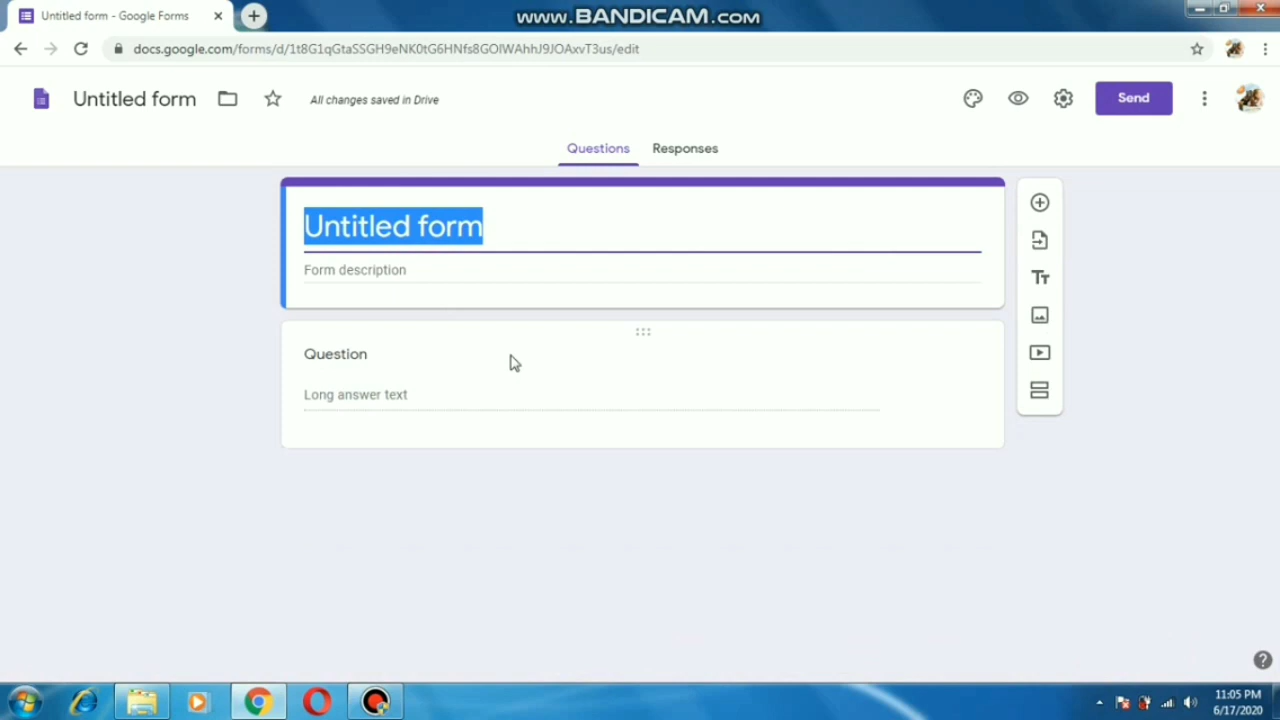 Untitled form - Google Forms
www.BANDICAM.com
docs.google.com/forms/d/1t8G1qGtaSSGH9eNK0tG6HNfs8GOlWAhhJ9JOAxvT3us/edit
Untitled form
All changes saved in Drive
Send
Questions
Responses
Untitled form
Form description
Question
Long answer text
11:05 PM
6/17/2020